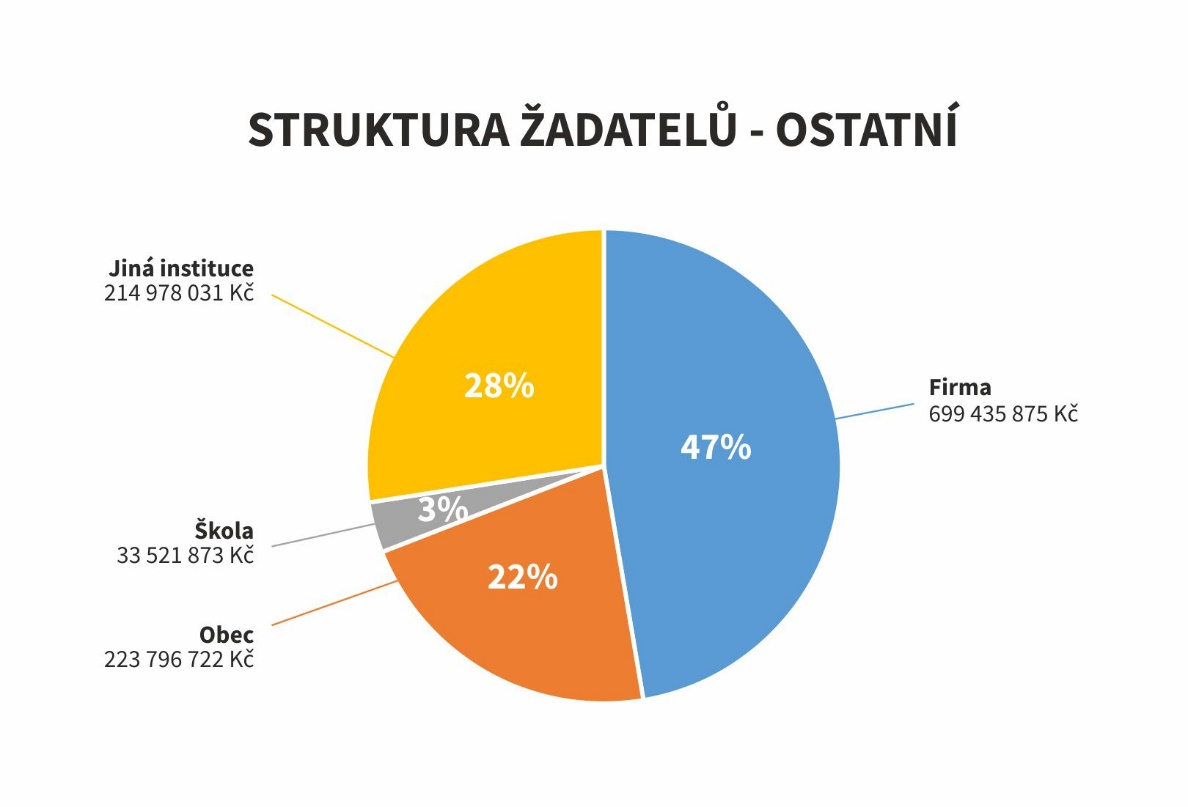 STRUKTURA ŽADATELŮ - OSTATNÍ
Jiná instituce
214 978 031 Kč
28%
Firma
699 435 875 Kč
47%
3%
Škola
33 521 873 Kč
22%
Obec
223 796 722 Kč